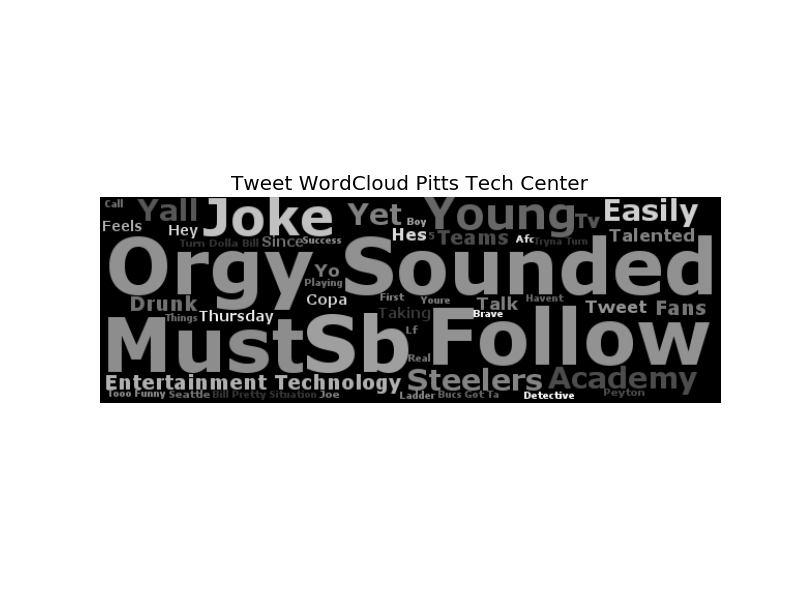 Tweet WordCloud Pitts Tech Center
Call Yall Joke Yet Boy Young Tv Easily
Feels Hey Hes S Teams Afc Tryna Turn Talented
Turn Dolla Bill Since Success
Orgy Yo Sounded
Playing
Drunk Copa First Youre Talk Havent Tweet Fans
Things Thursday Taking Brave
MustSb Lf Follow
Real
Entertainment Technology Steelers Academy
Tooo Funny Seattle Bill Pretty Situation Joe Ladder Bucs Got Ta Detective Peyton